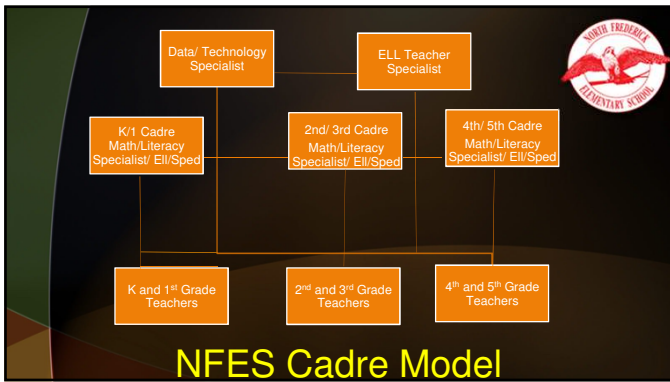 Data/ Technology
Specialist
ELL Teacher
Specialist
NORTH FREDERICK
ELEMENTARY SCHOOL
K/1 Cadre
Math/Literacy
Specialist/ Ell/Sped
2nd/ 3rd Cadre
Math/Literacy
Specialist/ Ell/Sped
4th/ 5th Cadre
Math/Literacy
Specialist/ Ell/Sped
K and 1st Grade
Teachers
2nd and 3rd Grade
Teachers
4th and 5th Grade
Teachers
NFES Cadre Model